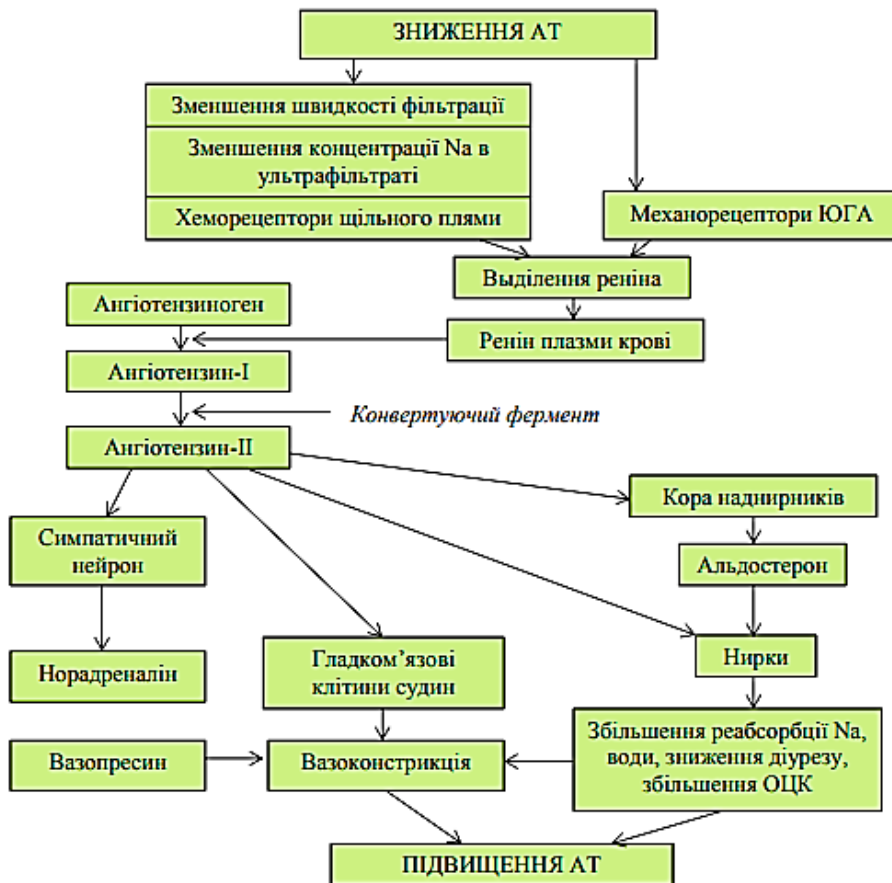 ЗНИЖЕННЯ АТ
Зменшення швидкості фільтрації
Зменшення концентрації Na в
ультрафільтраті
Хеморецептори щільного плями
Механорецептори ЮГА
Выділення реніна
Ангіотензиноген
Ренін плазми крові
Ангіотензин-I
Конвертуючий фермент
Ангіотензин-II
Кора наднирників
Симпатичний
нейрон
Альдостерон
Норадреналін
Гладком’язові
клітини судин
Нирки
Вазопресин
Вазоконстрикція
Збільшення реабсорбції Na,
води, зниження діурезу,
збільшення ОЦК
ПІДВИЩЕННЯ АТ